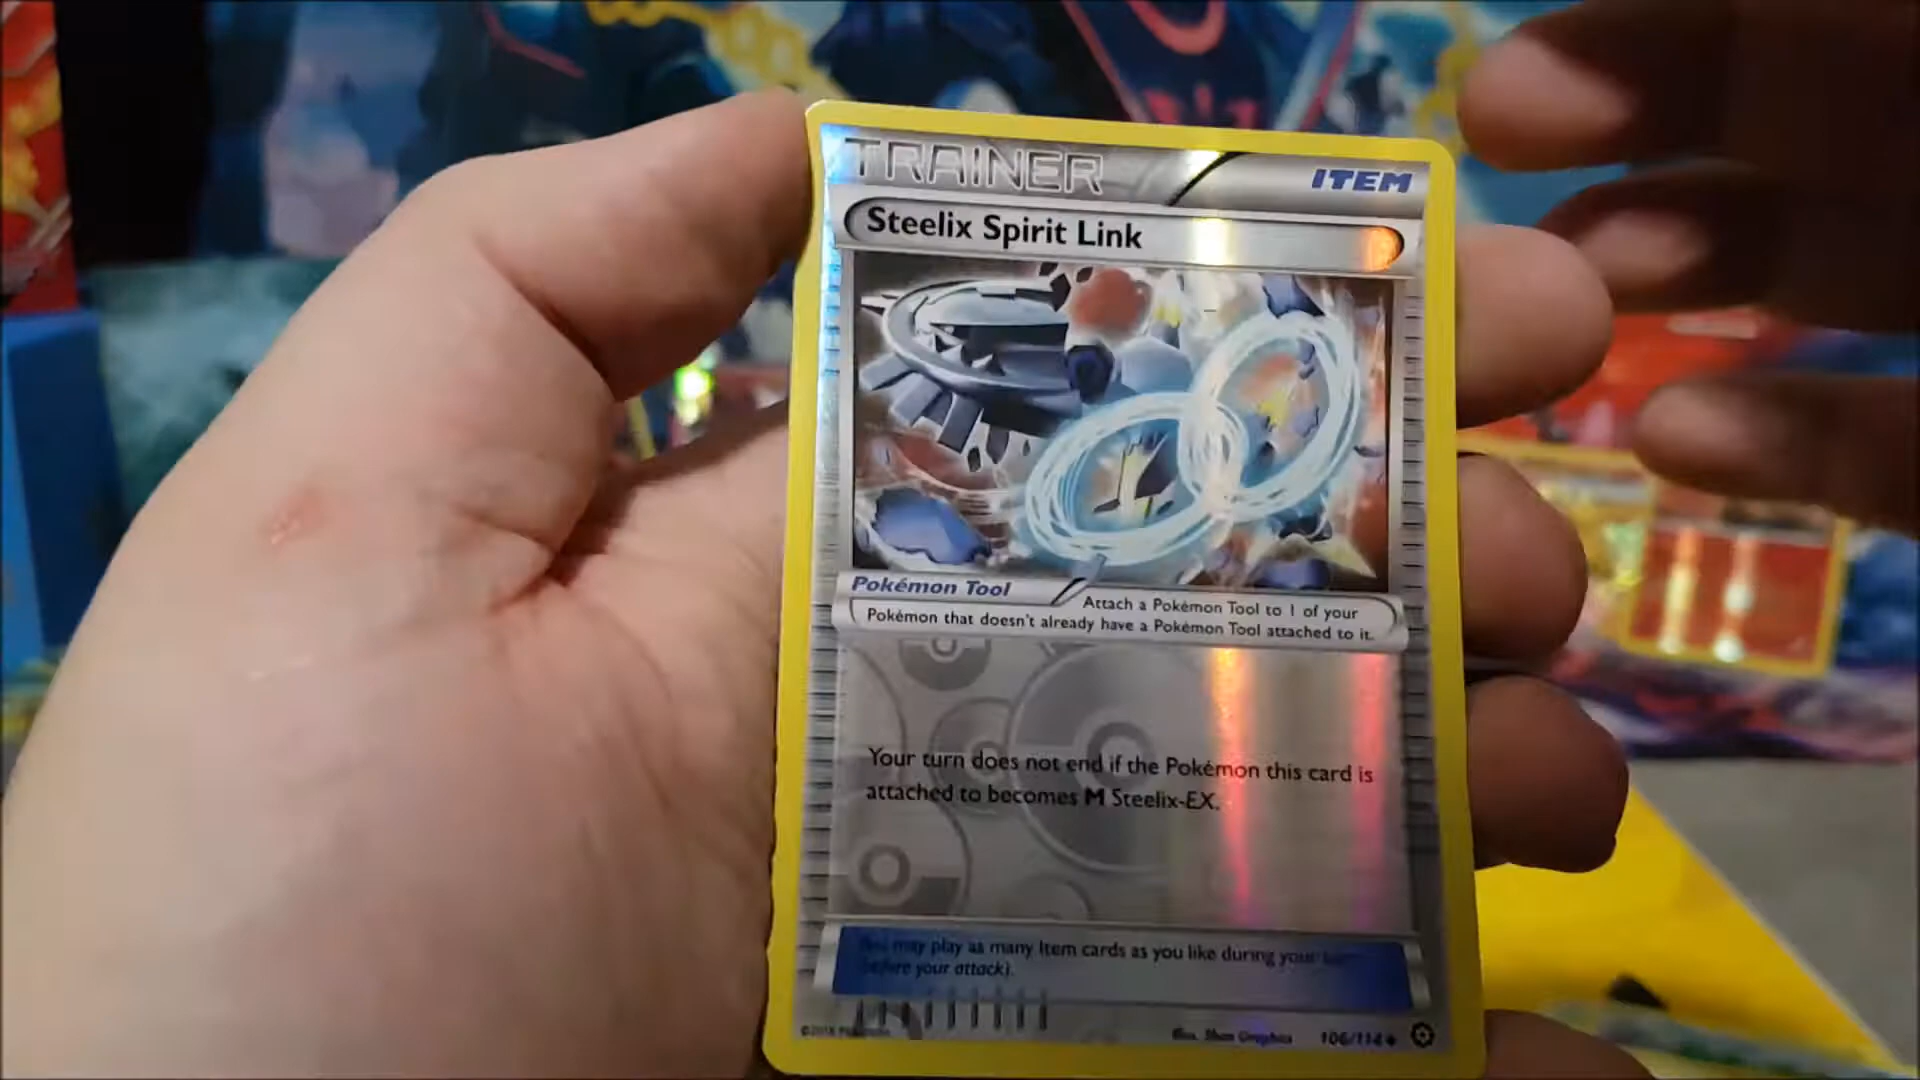 TRAINER
ITEM
Steelix Spirit Link
Pokémon Tool
Attach a Pokémon Tool to 1 of your
Pokémon that doesn't already have a Pokémon Tool attached to it.
Your turn does not end if the Pokémon this card is
attached to becomes M Steelix-EX.
You may play as many Item cards as you like during your turn
before your attack).
Illus. 5ban Graphics
106/114